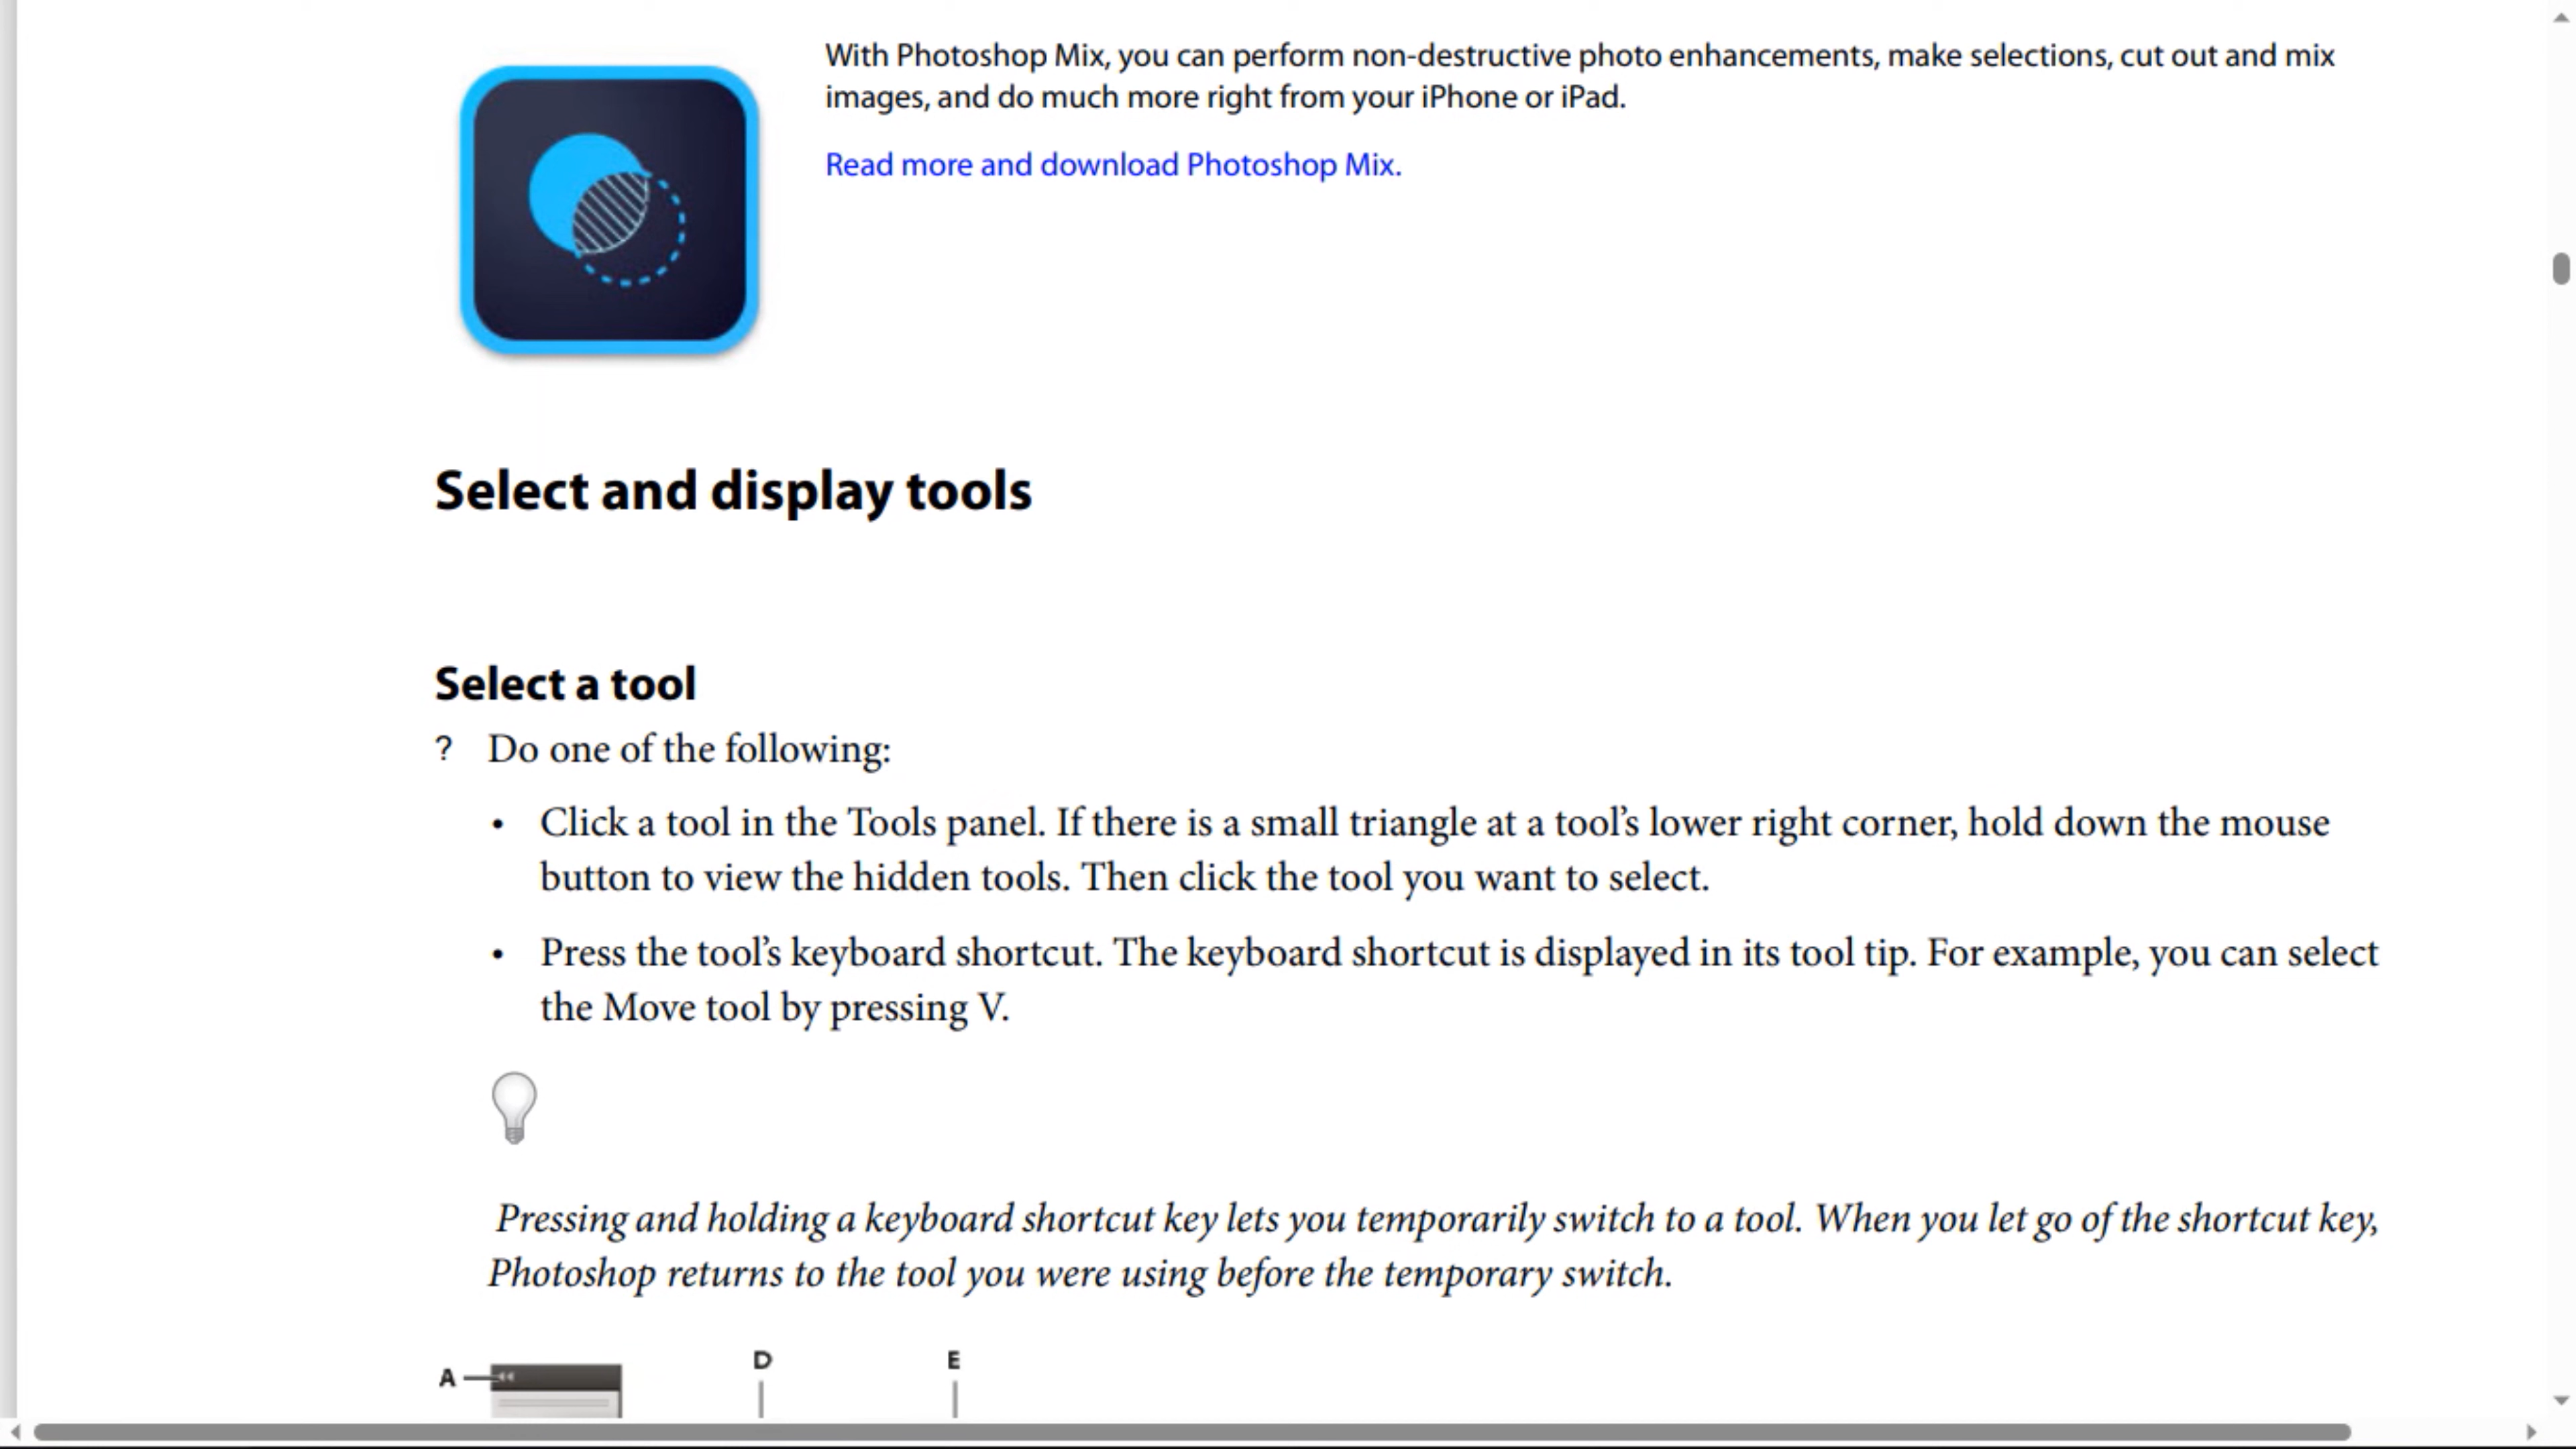 With Photoshop Mix, you can perform non-destructive photo enhancements, make selections, cut out and mix
images, and do much more right from your iPhone or iPad.
Read more and download Photoshop Mix.
Select and display tools
Select a tool
? Do one of the following:
• Click a tool in the Tools panel. If there is a small triangle at a tool’s lower right corner, hold down the mouse
button to view the hidden tools. Then click the tool you want to select.
• Press the tool’s keyboard shortcut. The keyboard shortcut is displayed in its tool tip. For example, you can select
the Move tool by pressing V.
Pressing and holding a keyboard shortcut key lets you temporarily switch to a tool. When you let go of the shortcut key,
Photoshop returns to the tool you were using before the temporary switch.
A D E